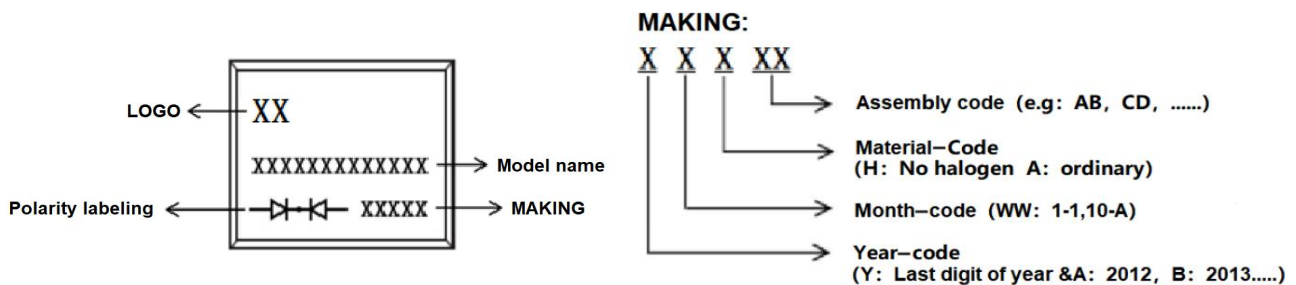 LOGO
XX
XXXXXXXXXXXXX
Model name
Polarity labeling
XXXXX
MAKING
MAKING:
X X X XX
Assembly code (e.g: AB, CD, ......)
Material-Code
(H: No halogen A: ordinary)
Month-code (WW: 1-1,10-A)
Year-code
(Y: Last digit of year &A: 2012, B: 2013.....)